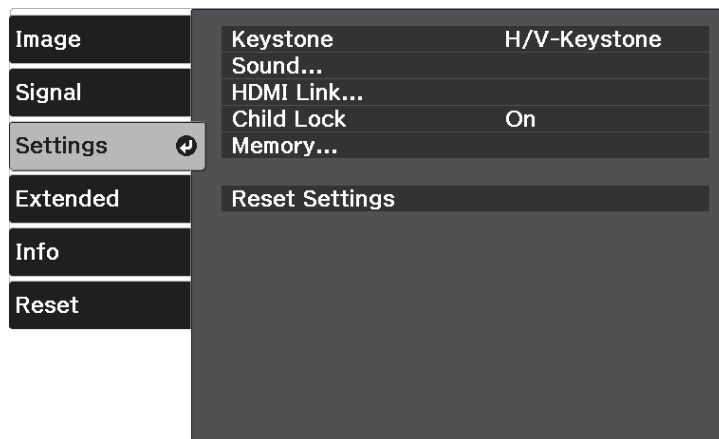 Image
Signal
Settings
Extended
Info
Reset
Keystone H/V-Keystone
Sound...
HDMI Link...
Child Lock On
Memory...
Reset Settings